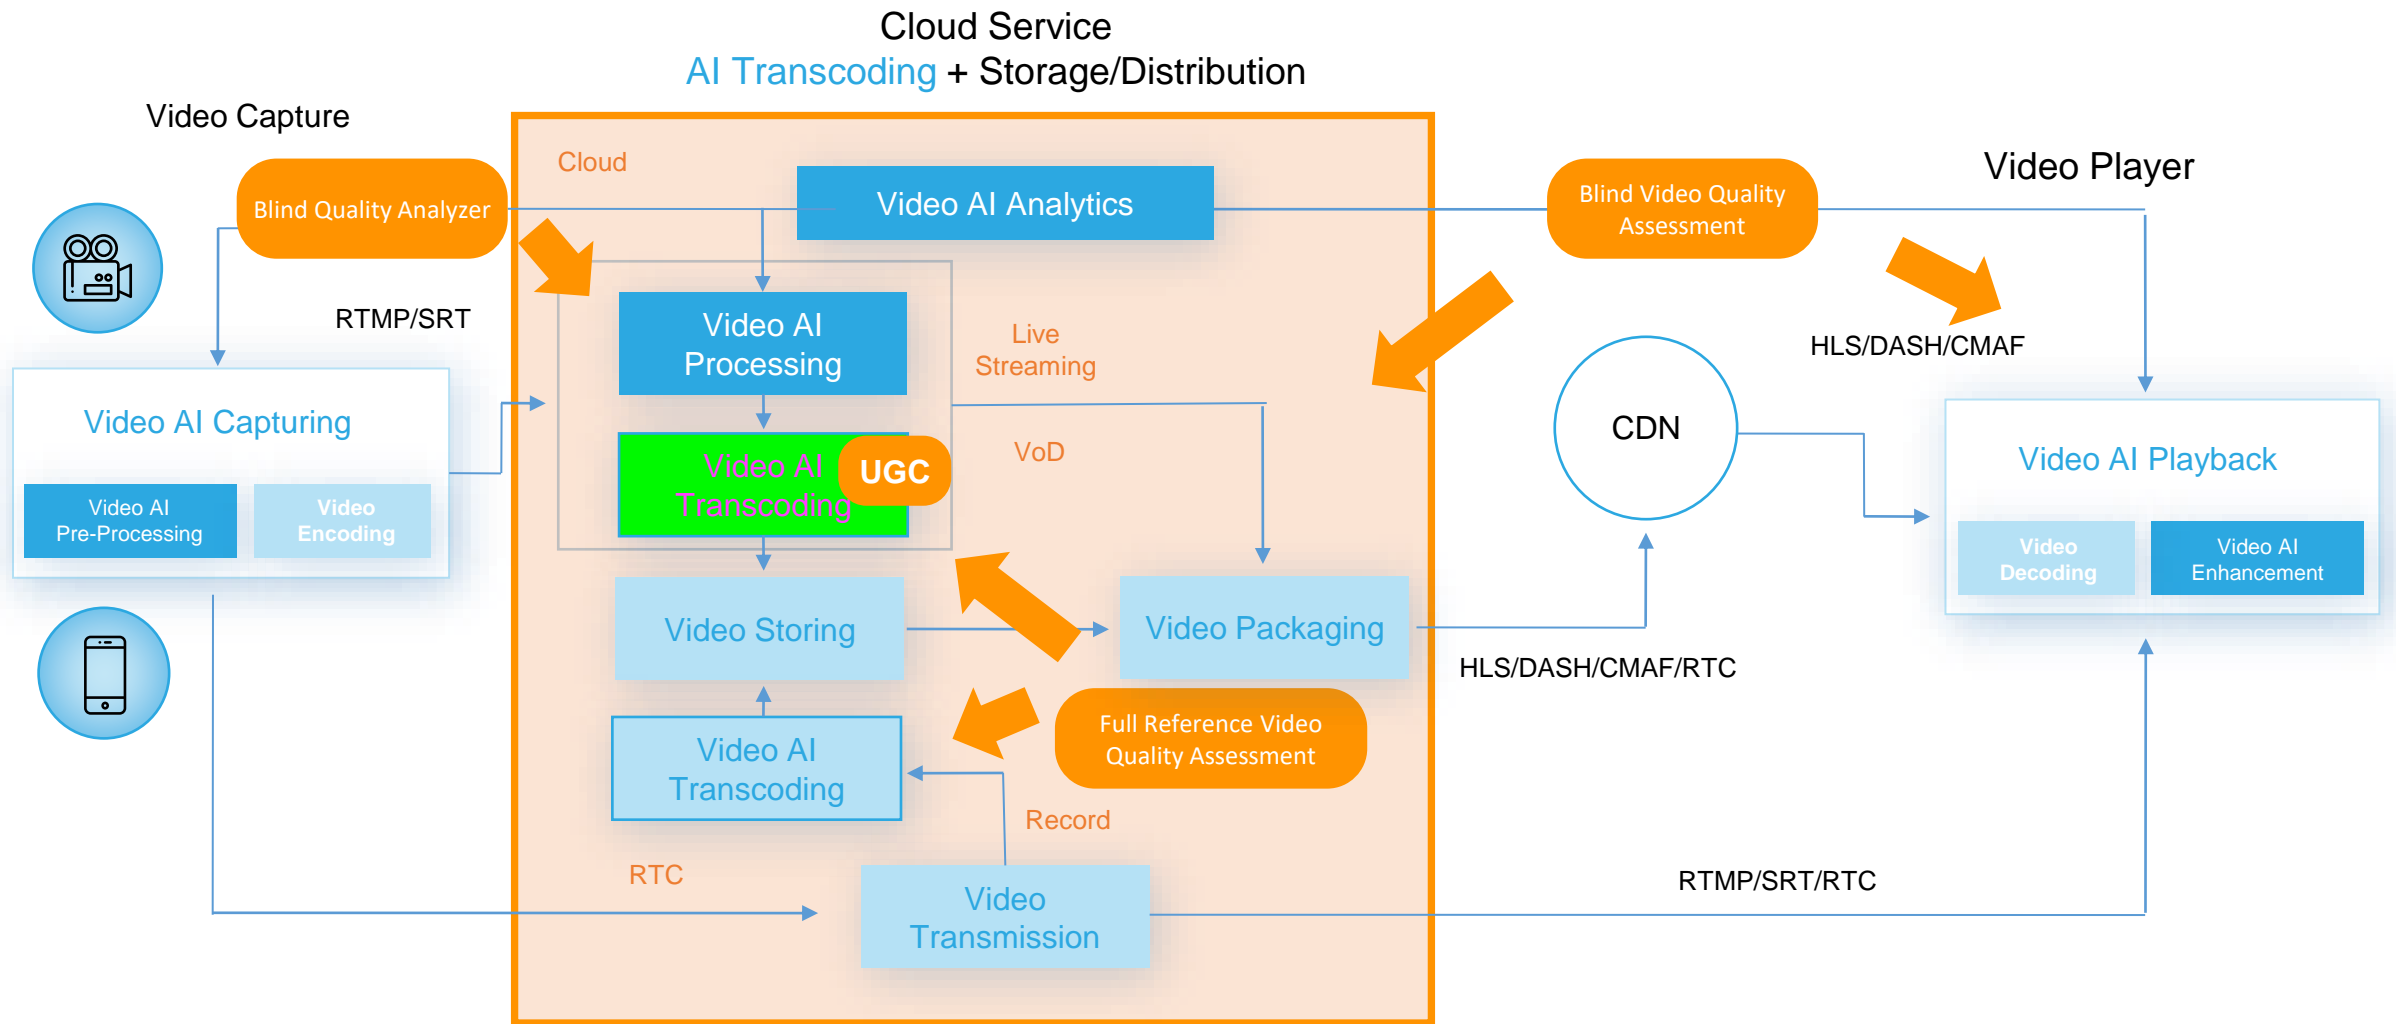 Cloud Service
AI Transcoding + Storage/Distribution
Video Capture
Blind Quality Analyzer
Cloud
Video AI Analytics
Blind Video Quality
Assessment
Video Player
RTMP/SRT
Video AI
Processing
Live
Streaming
HLS/DASH/CMAF
Video AI Capturing
Video AI
Pre-Processing
Video
Encoding
Video AI
Transcoding
UGC
VoD
CDN
Video AI Playback
Video
Decoding
Video AI
Enhancement
Video Storing
Video Packaging
HLS/DASH/CMAF/RTC
Full Reference Video
Quality Assessment
Video AI
Transcoding
Record
RTC
Video
Transmission
RTMP/SRT/RTC